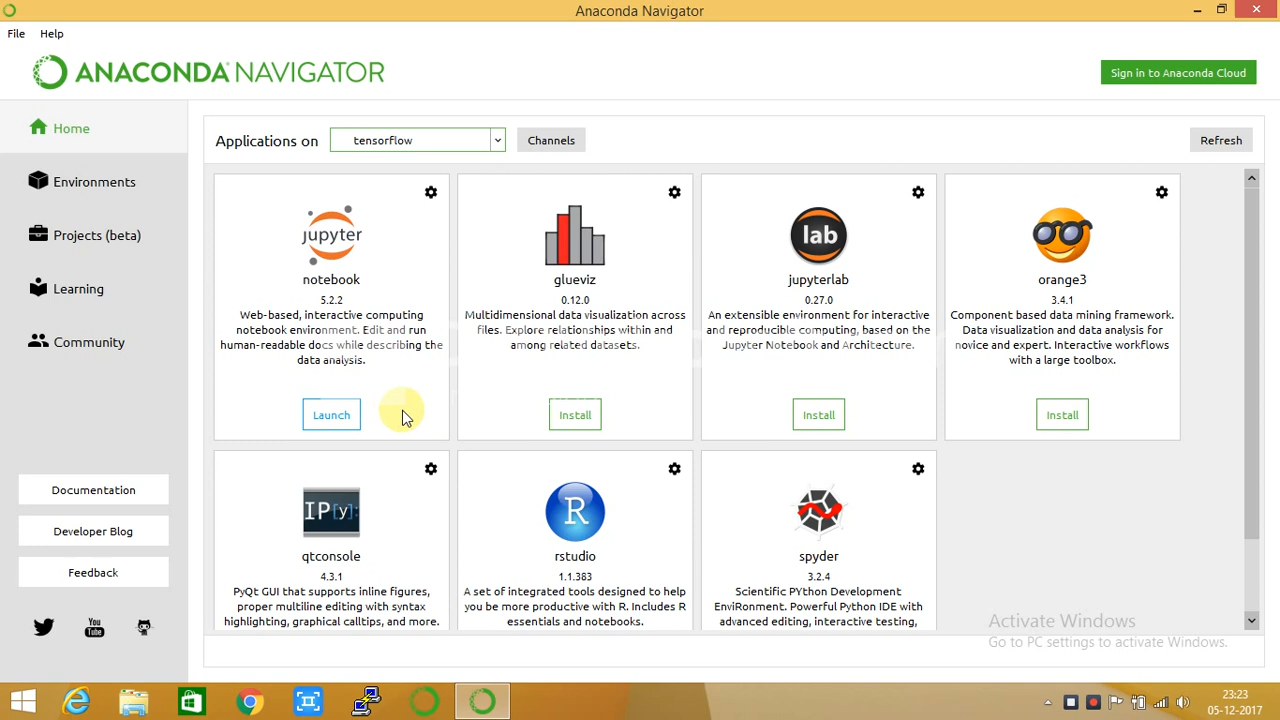 Anaconda Navigator
File Help
ANACONDA NAVIGATOR
Sign in to Anaconda Cloud
Home
Environments
Projects (beta)
Learning
Community
Documentation
Developer Blog
Feedback
You
Tube
Applications on tensorflow Channels Refresh
jupyter
notebook
5.2.2
Web-based, interactive computing
notebook environment. Edit and run
human-readable docs while describing the
data analysis.
Launch
glueviz
0.12.0
Multidimensional data visualization across
files. Explore relationships within and
among related datasets.
Install
lab
jupyterlab
0.27.0
An extensible environment for interactive
and reproducible computing, based on the
Jupyter Notebook and Architecture.
Install
orange3
3.4.1
Component based data mining framework.
Data visualization and data analysis for
novice and expert. Interactive workflows
with a large toolbox.
Install
IP[y]:
qtconsole
4.3.1
PyQt GUI that supports inline figures,
proper multiline editing with syntax
highlighting, graphical calltips, and more.
R
rstudio
1.1.383
A set of integrated tools designed to help
you be more productive with R. Includes R
essentials and notebooks.
spyder
3.2.4
Scientific PYthon Development
EnviRonment. Powerful Python IDE with
advanced editing, interactive testing,
Activate Windows
Go to PC settings to activate Windows.
23:23
05-12-2017